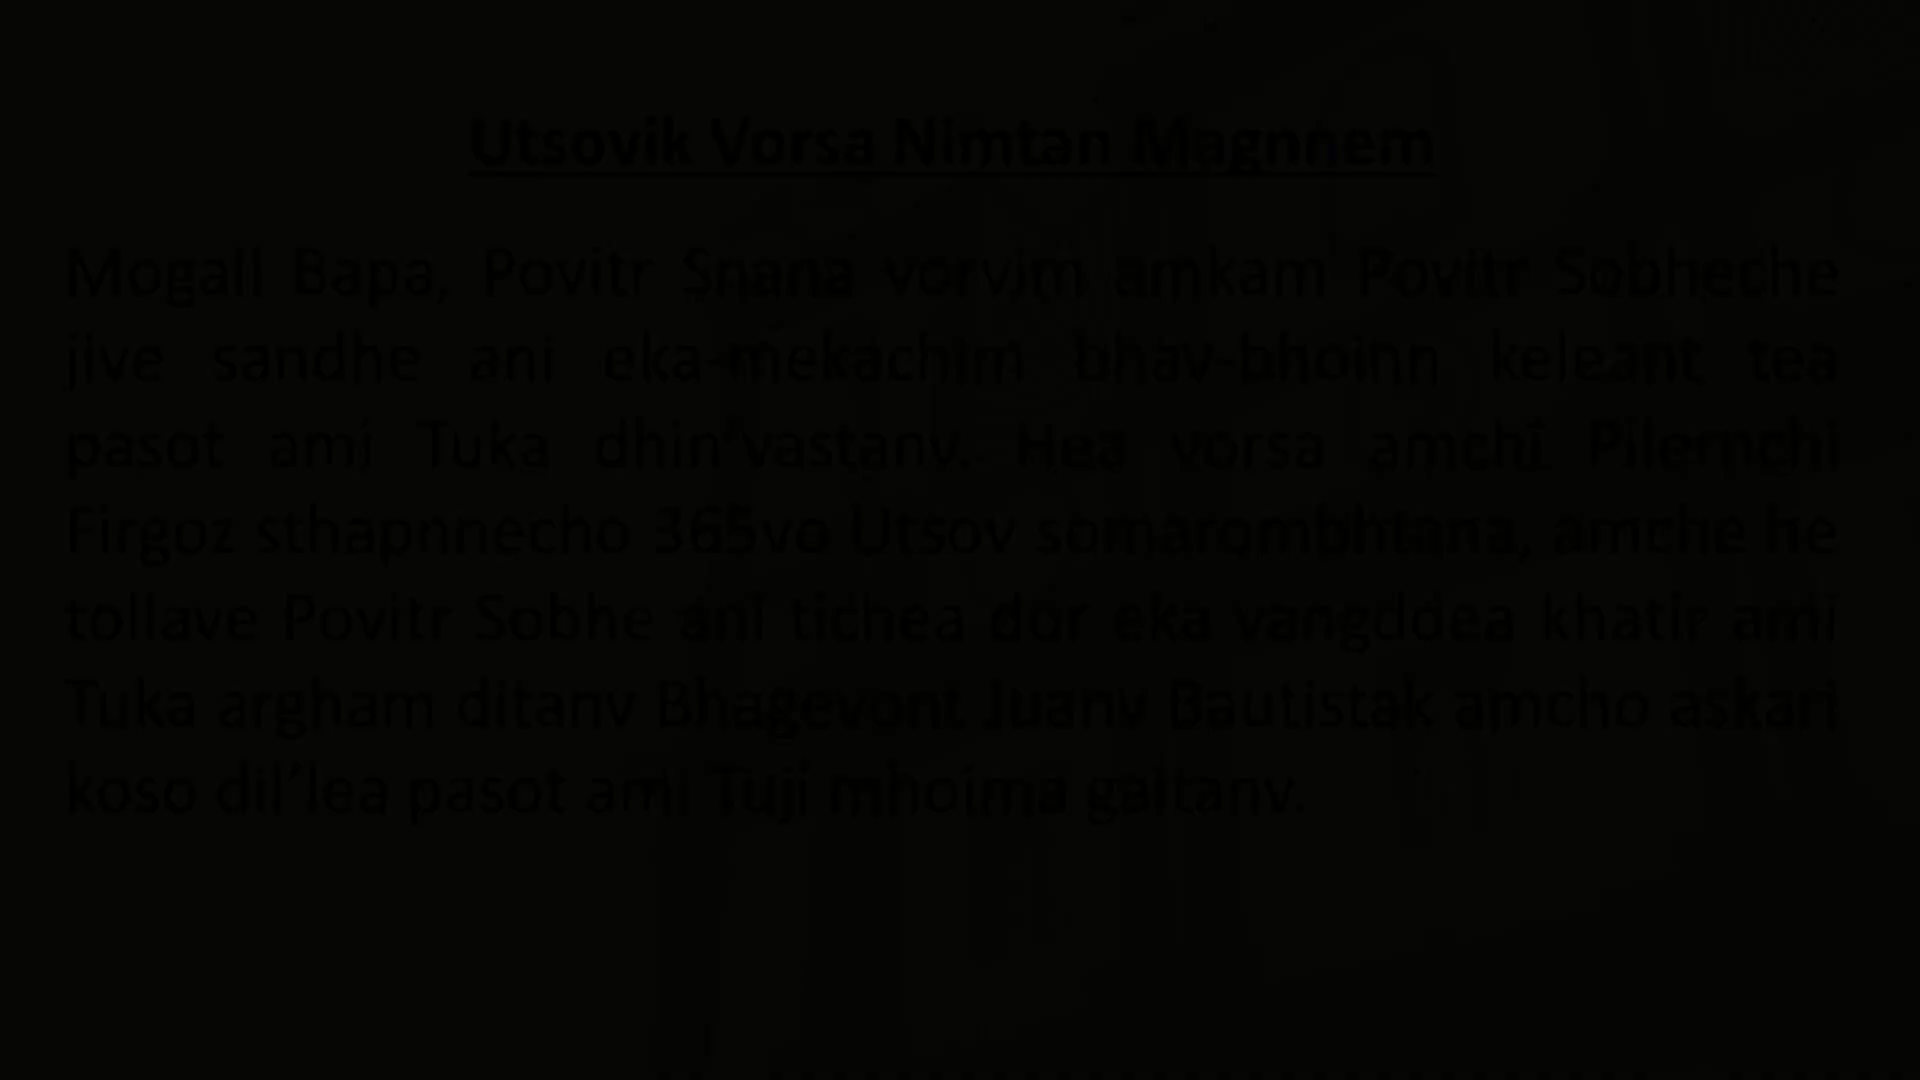 Utsovik Vorsa Nimtan Magnnem
Mogall Bapa, Povitr Snana vorvim amkam Povitr Sobheche
jive sandhe ani eka-mekachim bhav-bhoinn keleant tea
pasot ami Tuka dhin'vastanv. Hea vorsa amchi Pilernchi
Firgoz sthapnnecho 365vo Utsov somarombhtana, amche he
tollave Povitr Sobhe ani tichea dor eka vangddea khatir ami
Tuka argham ditanv Bhagevont Juanv Bautistak amcho askari
koso dil’lea pasot ami Tuji mhoima gaitanv.